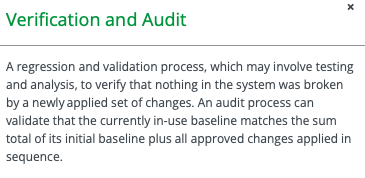 Verification and Audit
A regression and validation process, which may involve testing
and analysis, to verify that nothing in the system was broken
by a newly applied set of changes. An audit process can
validate that the currently in-use baseline matches the sum
total of its initial baseline plus all approved changes applied in
sequence.